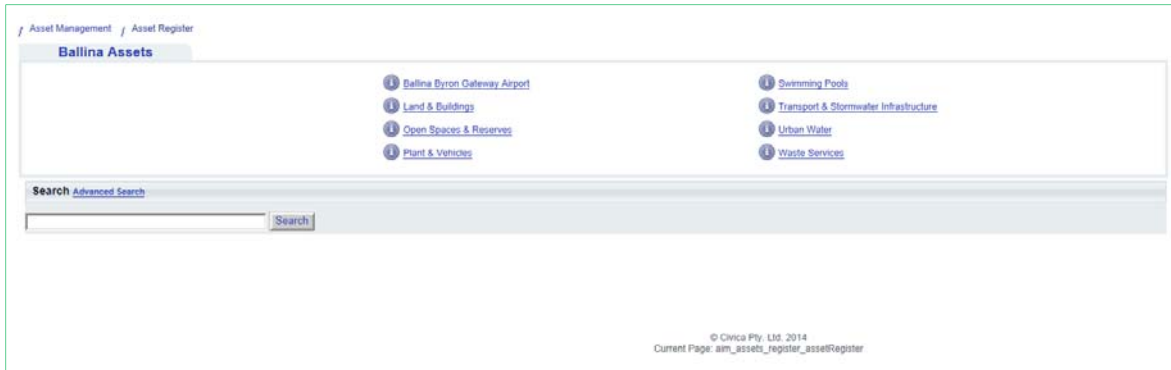 / Asset Management / Asset Register
Ballina Assets
Ballina Byron Gateway Airport
Swimming Pools
Land & Buildings
Transport & Stormwater Infrastructure
Open Spaces & Reserves
Urban Water
Plant & Vehicles
Waste Services
Search Advanced Search
Search
© Civica Pty. Ltd. 2014
Current Page: aim_assets_register_assetRegister